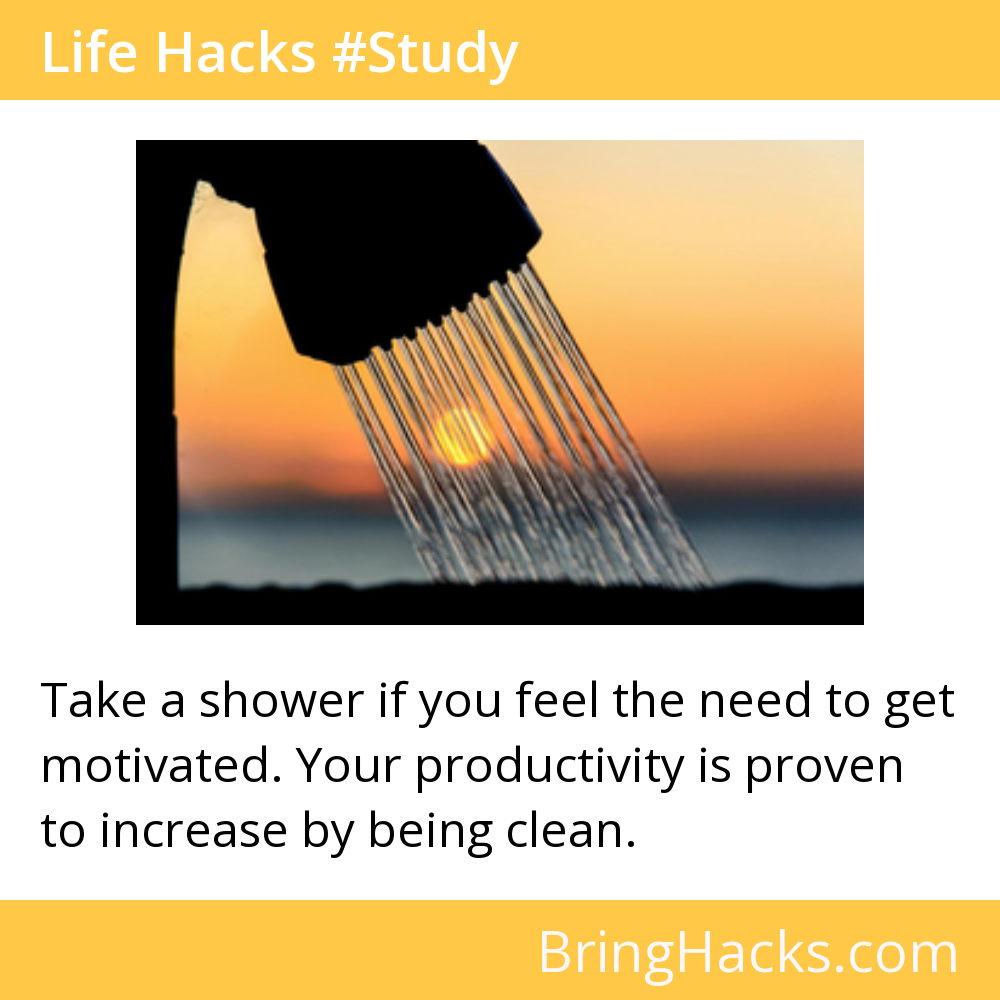 Life Hacks #Study
Take a shower if you feel the need to get
motivated. Your productivity is proven
to increase by being clean.
BringHacks.com